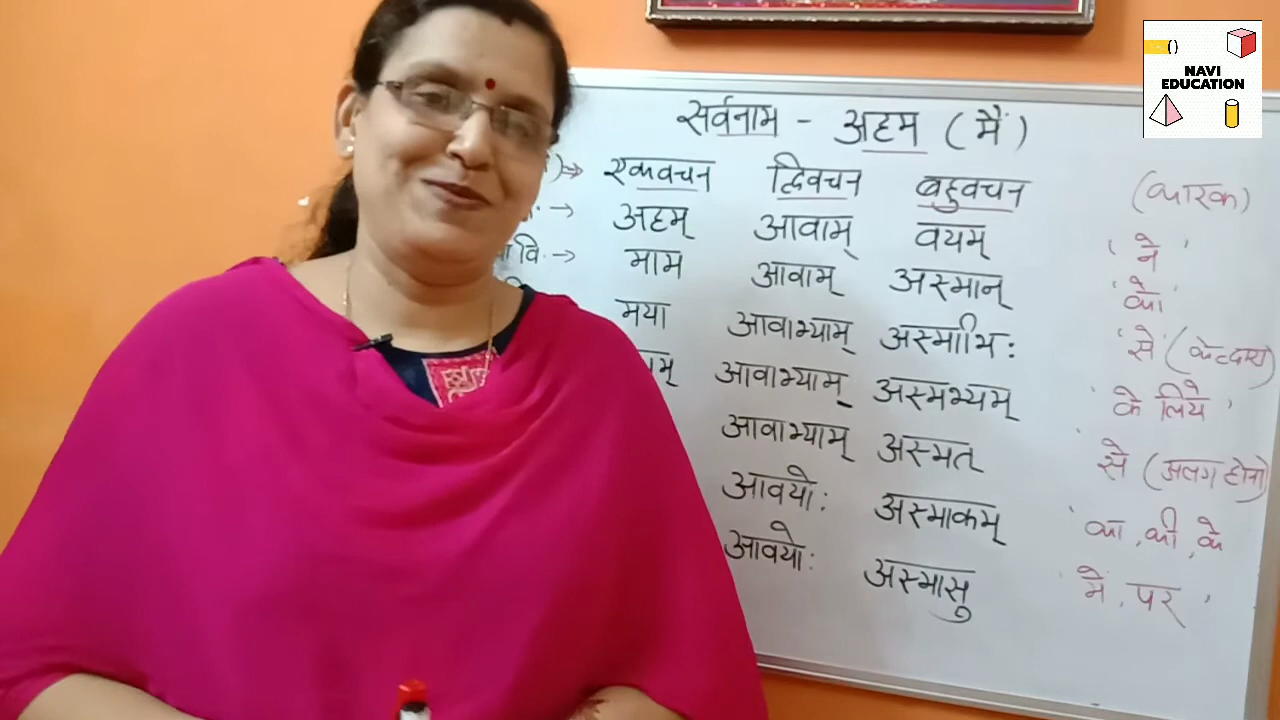 NAVI
EDUCATION
सर्वनाम - अहम (मैं)
एकवचन द्विवचन बहुवचन (कारक)
अहम् आवाम् वयम् 'ने'
वि. → माम आवाम् अस्मान् 'को'
मया आवाभ्याम् अस्माभि: 'से' (के द्वारा)
आवाभ्याम् अस्मभ्यम् 'के लिये'
आवाभ्याम् अस्मत् से (अलग होना)
आवयो: अस्माकम् 'का, की, के
आवयो: अस्मासु 'में, पर'